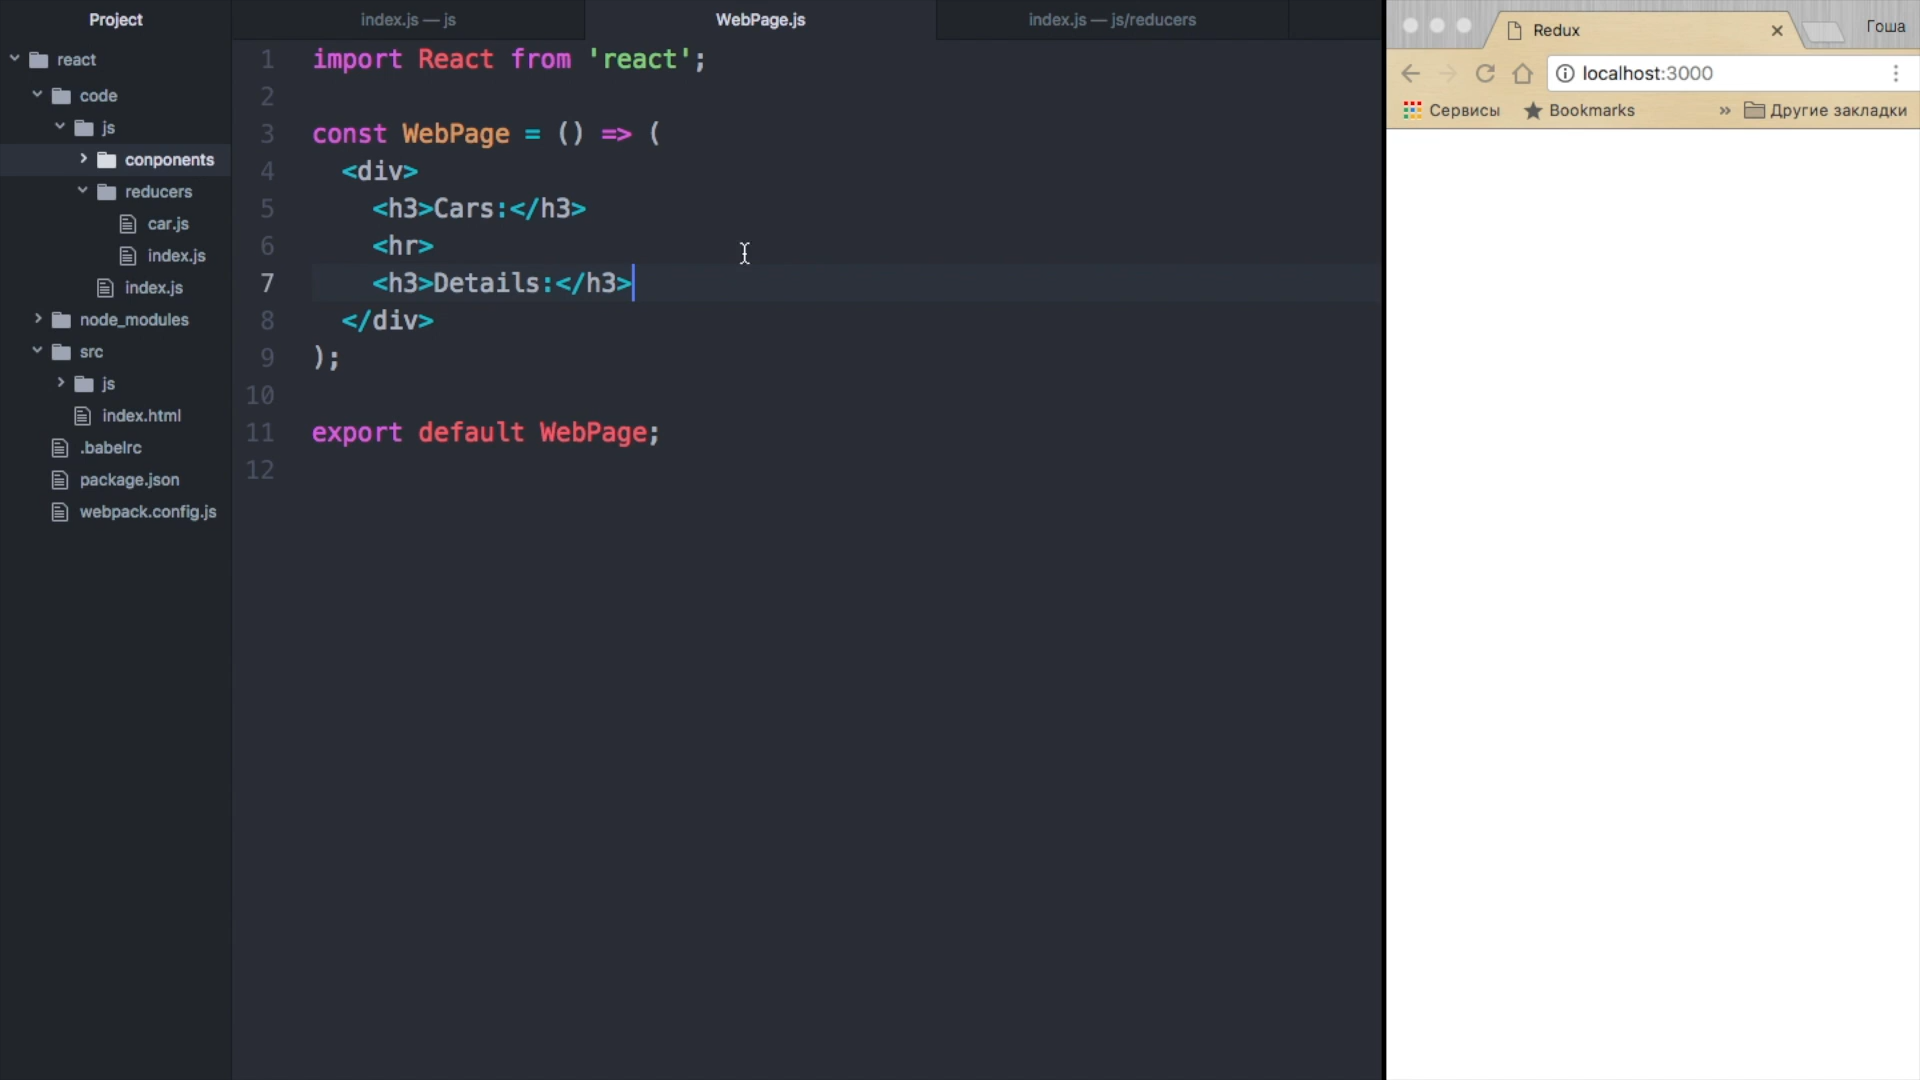 Project
react
code
js
conponents
reducers
car.js
index.js
index.js
node_modules
src
js
index.html
.babelrc
package.json
webpack.config.js
index.js — js
WebPage.js
index.js — js/reducers
1 import React from 'react';
2
3 const WebPage = () => (
4 <div>
5 <h3>Cars:</h3>
6 <hr>
7 <h3>Details:</h3>
8 </div>
9 );
10
11 export default WebPage;
12
Redux
Гоша
localhost:3000
Сервисы Bookmarks » Другие закладки